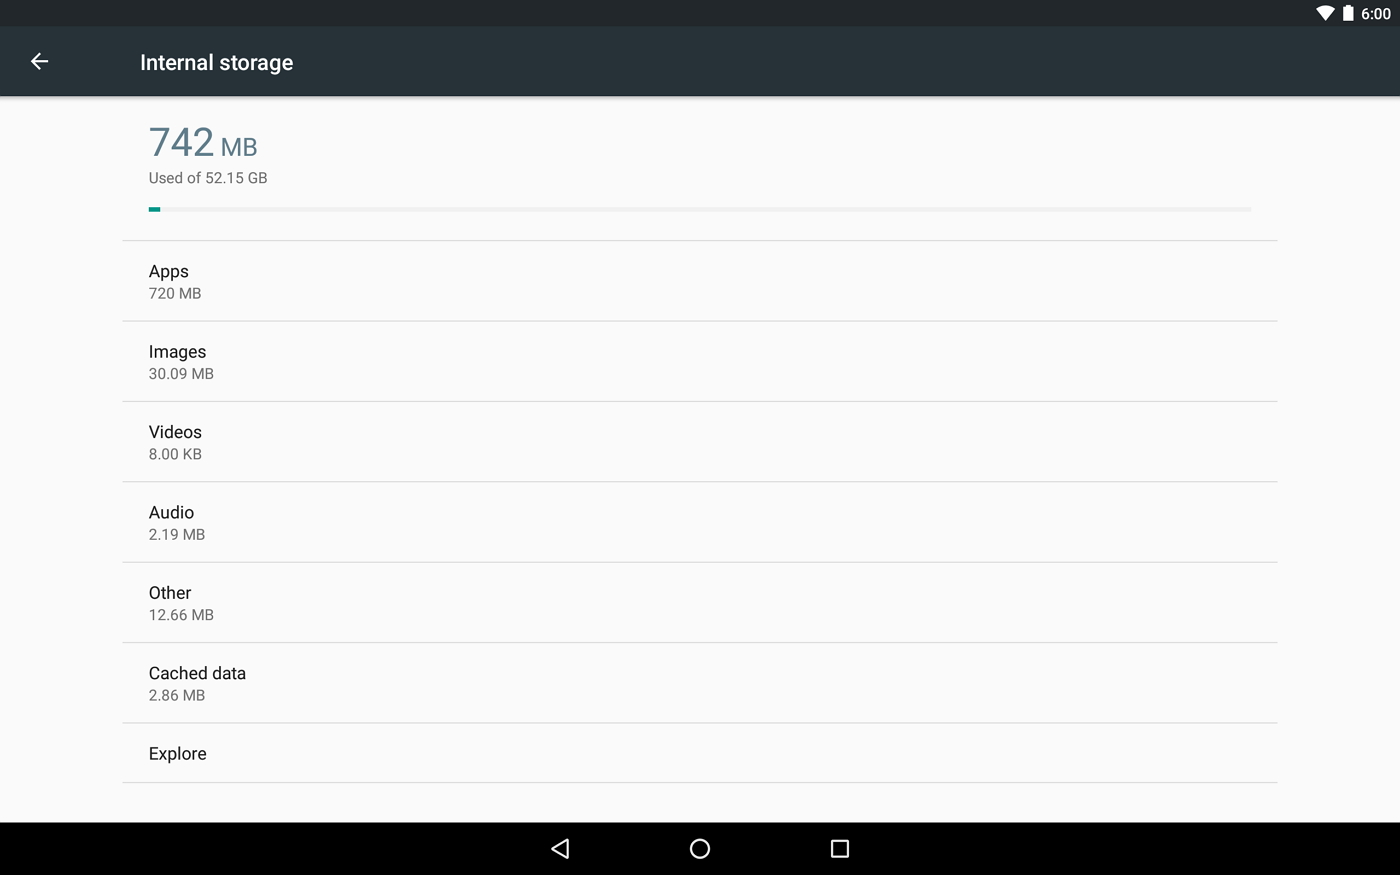 6:00
Internal storage
742 MB
Used of 52.15 GB
Apps
720 MB
Images
30.09 MB
Videos
8.00 KB
Audio
2.19 MB
Other
12.66 MB
Cached data
2.86 MB
Explore